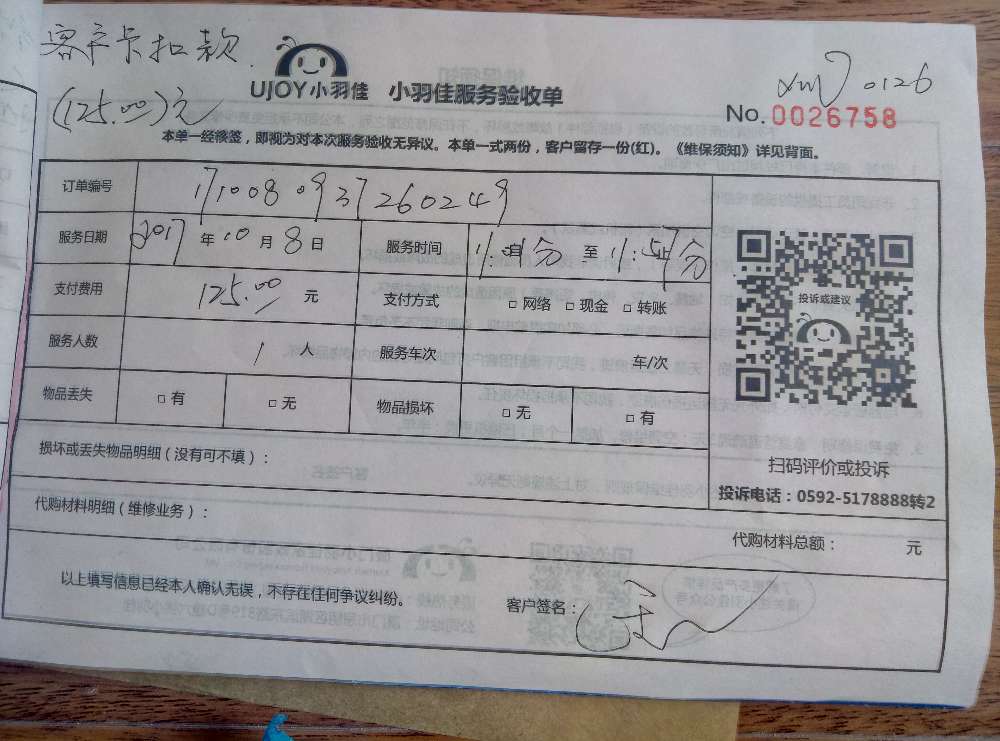 客户卡扣款.
(125.00)元
UJOY小羽佳 小羽佳服务验收单
xm 0126
No.0026758
本单一经签签,即视为对本次服务验收无异议。本单一式两份,客户留存一份(红)。《维保须知》详见背面。
订单编号 1710080937260249
服务日期 2017 年 10 月 8 日 服务时间 11: 分 至 11:57分
支付费用 125.00 元 支付方式 □ 网络 □ 现金 □ 转账
服务人数 1 人 服务车次 车/次
物品丢失 □ 有 □ 无 物品损坏 □ 无 □ 有
投诉或建议
扫码评价或投诉
投诉电话:0592-5178888转2
损坏或丢失物品明细(没有可不填):
代购材料明细(维修业务):
代购材料总额: 元
以上填写信息已经本人确认无误,不存在任何争议纠纷。
客户签名: